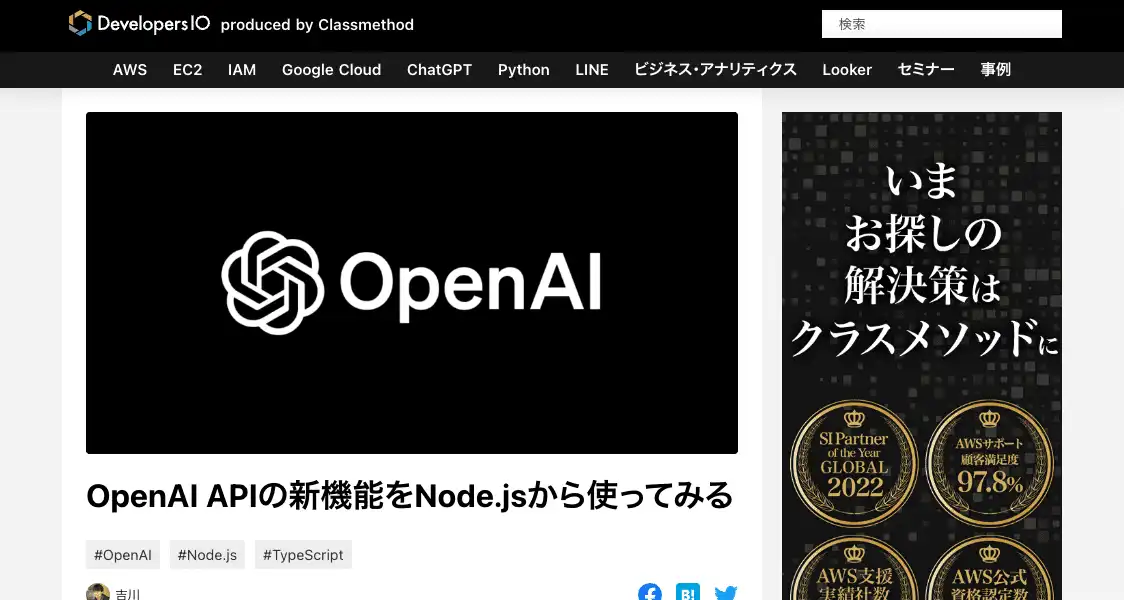 DevelopersIO produced by Classmethod
検索
AWS EC2 IAM Google Cloud ChatGPT Python LINE ビジネス・アナリティクス Looker セミナー 事例
OpenAI
OpenAI APIの新機能をNode.jsから使ってみる
#OpenAI #Node.js #TypeScript
吉川
B!
いま
お探しの
解決策は
クラスメソッドに
SI Partner
of the Year
GLOBAL
2022
AWSサポート
顧客満足度
97.8%
AWS支援
実績社数
AWS公式
資格認定数